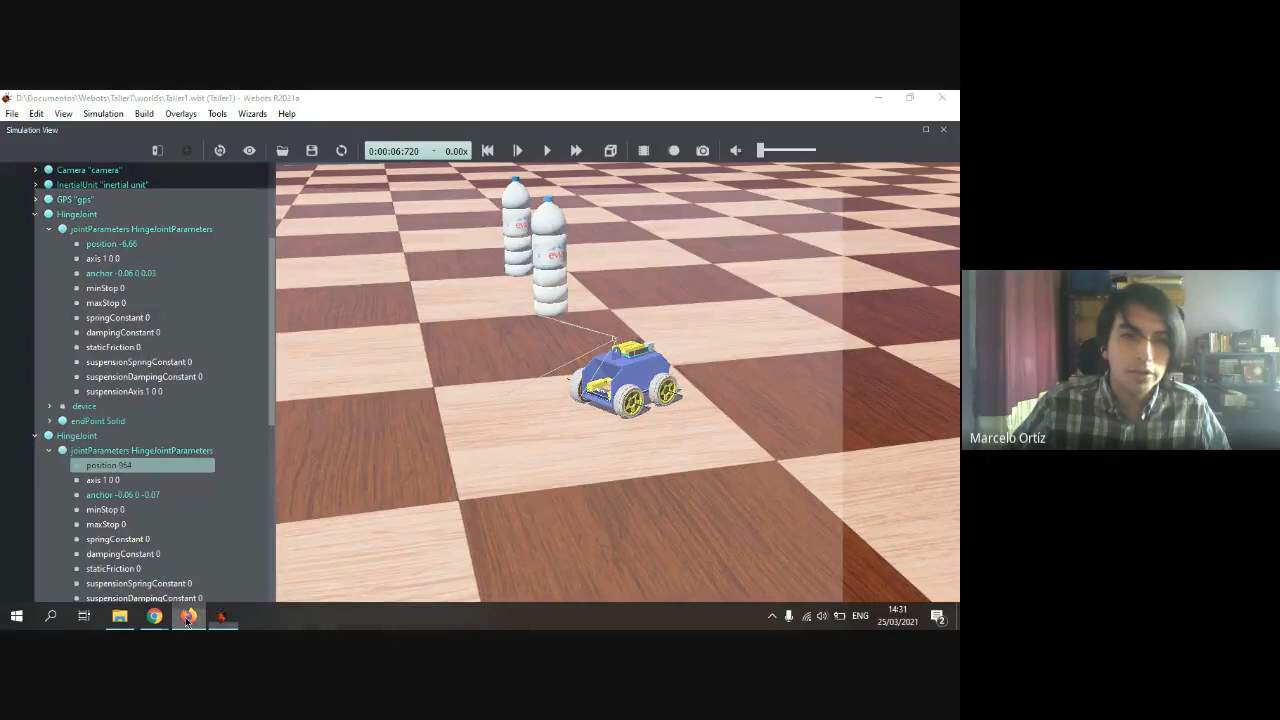 D:\Documentos\Webots\Taller1\worlds\Taller1.wbt (Taller1) - Webots R2021a
File Edit View Simulation Build Overlays Tools Wizards Help
Simulation View
0:00:06:720 - 0.00x
Camera "camera"
InertialUnit "inertial unit"
GPS "gps"
HingeJoint
jointParameters HingeJointParameters
position -6.66
axis 1 0 0
anchor -0.06 0 0.03
minStop 0
maxStop 0
springConstant 0
dampingConstant 0
staticFriction 0
suspensionSpringConstant 0
suspensionDampingConstant 0
suspensionAxis 1 0 0
device
endPoint Solid
HingeJoint
jointParameters HingeJointParameters
position 964
axis 1 0 0
anchor -0.06 0 -0.07
minStop 0
maxStop 0
springConstant 0
dampingConstant 0
staticFriction 0
suspensionSpringConstant 0
suspensionDampingConstant 0
Marcelo Ortíz
ENG
14:31
25/03/2021
2